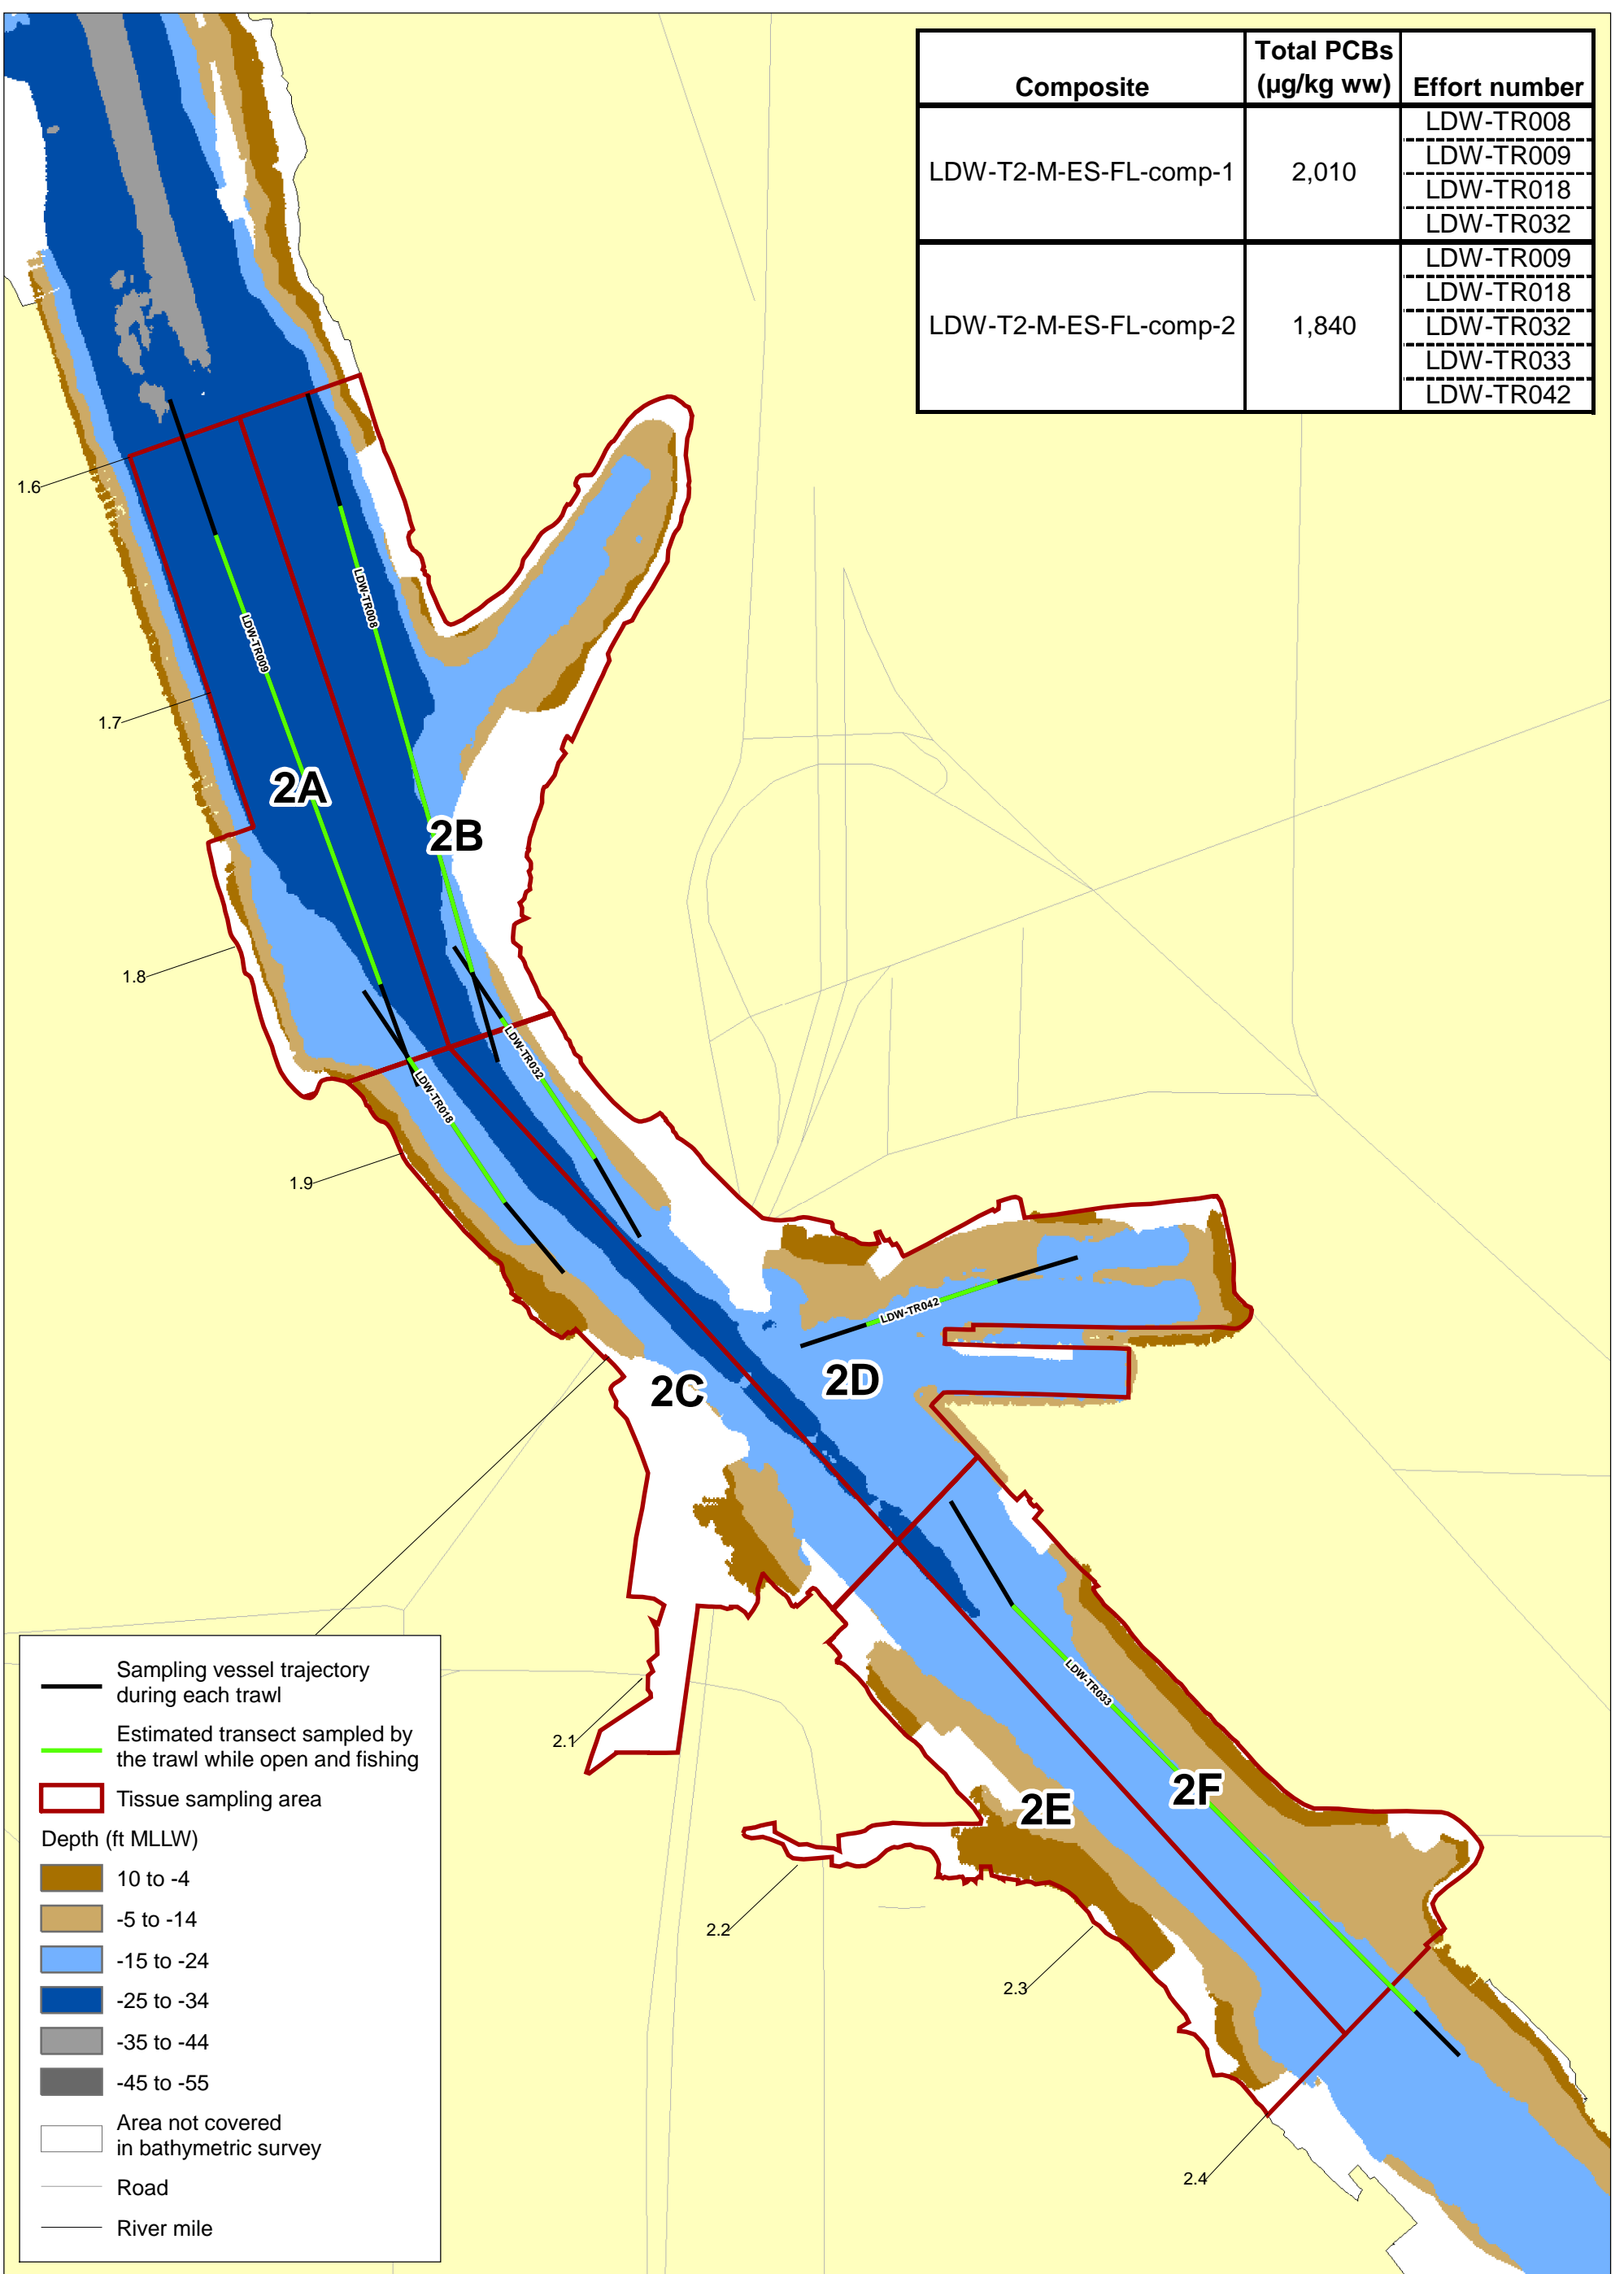 Composite
Total PCBs
(µg/kg ww)
Effort number
LDW-T2-M-ES-FL-comp-1
2,010
LDW-TR008
LDW-TR009
LDW-TR018
LDW-TR032
LDW-T2-M-ES-FL-comp-2
1,840
LDW-TR009
LDW-TR018
LDW-TR032
LDW-TR033
LDW-TR042
1.6
LDW-TR008
LDW-TR009
1.7
2A
2B
1.8
LDW-TR032
LDW-TR018
1.9
LDW-TR042
2D
2C
LDW-TR033
2.1
2F
2E
2.2
2.3
2.4
Sampling vessel trajectory
during each trawl
Estimated transect sampled by
the trawl while open and fishing
Tissue sampling area
Depth (ft MLLW)
10 to -4
-5 to -14
-15 to -24
-25 to -34
-35 to -44
-45 to -55
Area not covered
in bathymetric survey
Road
River mile